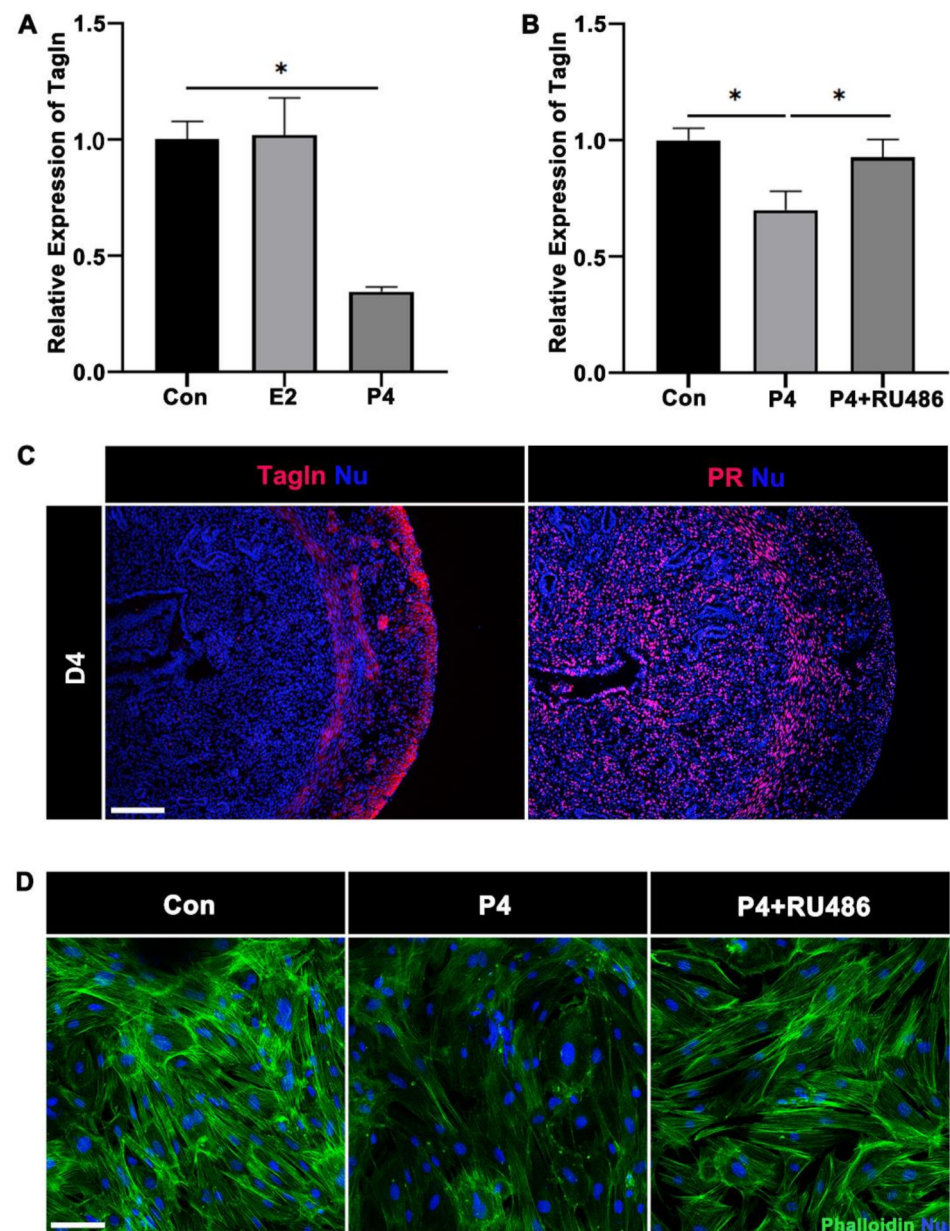 A
Relative Expression of Tagln
1.5
1.0
0.5
0.0
*
Con E2 P4
B
Relative Expression of Tagln
1.5
1.0
0.5
0.0
* *
Con P4 P4+RU486
C
Tagln Nu PR Nu
D4
D
Con P4 P4+RU486
Phalloidin Nu